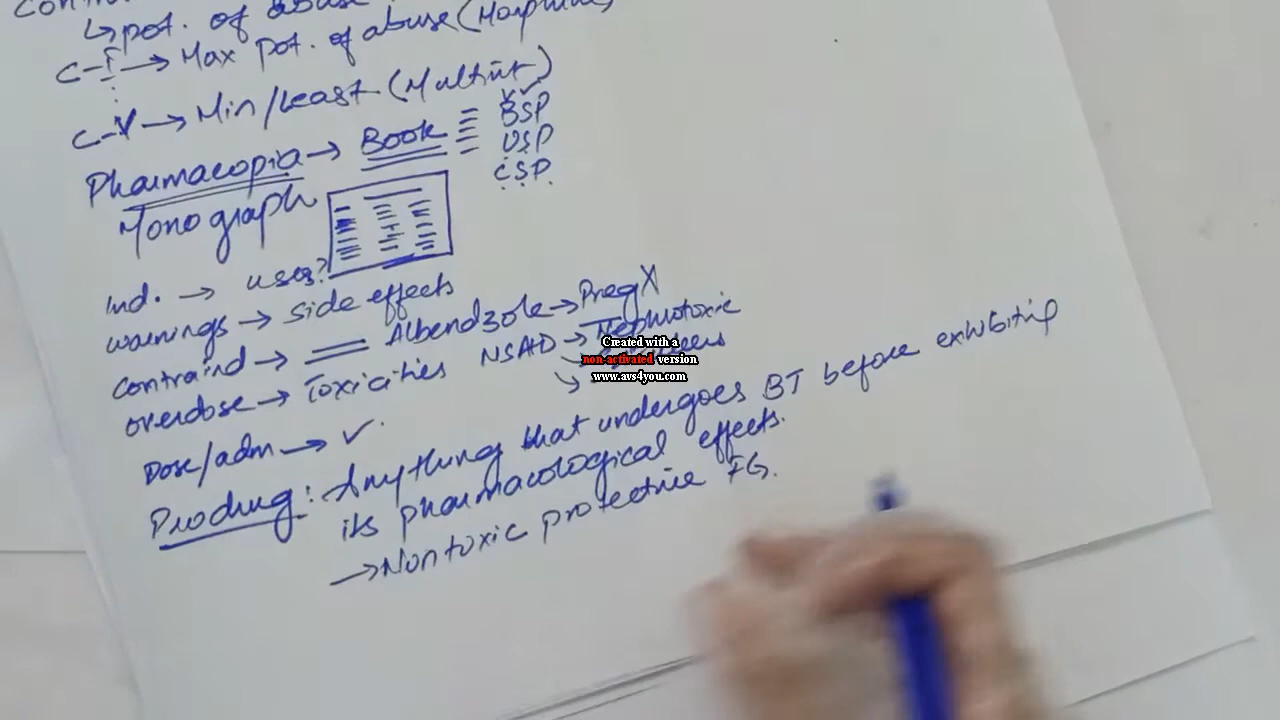 ↳ pot. of abuse
C-I → Max pot. of abuse (Morphine)
C-V → Min/Least (Multivit)
Pharmacopia → Book
BSP
USP
CSP
Monograph
Ind. → uses?
warnings → side effects
contraind → Albendzole → Preg X
overdose → Toxicities NSAID → Nephrotoxic
Dose/adm → ✓.
Prodrug: Anything that undergoes BT before exhibiting
its pharmacological effects.
→ Nontoxic protective FG.
Created with a
non-activated version
www.avs4you.com